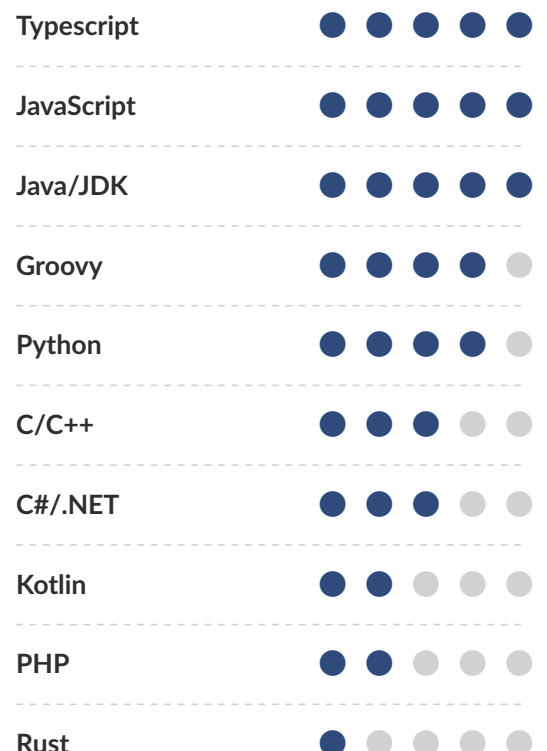 Typescript
JavaScript
Java/JDK
Groovy
Python
C/C++
C#/.NET
Kotlin
PHP
Rust